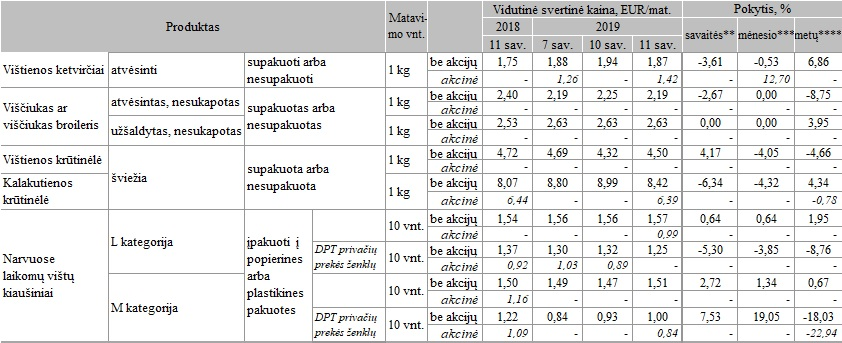 Produktas Matavi-mo vnt. Vidutinė svertinė kaina, EUR/mat. Pokytis, %
2018 2019 savaitės** mėnesio*** metų****
11 sav. 7 sav. 10 sav. 11 sav.
Vištienos ketvirčiai atvėsinti supakuoti arba nesupakuoti 1 kg be akcijų 1,75 1,88 1,94 1,87 -3,61 -0,53 6,86
akcinė - 1,26 - 1,42 - 12,70 -
Viščiukas ar viščiukas broileris atvėsintas, nesukapotas supakuotas arba nesupakuotas 1 kg be akcijų 2,40 2,19 2,25 2,19 -2,67 0,00 -8,75
akcinė - - - - - - -
užšaldytas, nesukapotas 1 kg be akcijų 2,53 2,63 2,63 2,63 0,00 0,00 3,95
akcinė - - - - - - -
Vištienos krūtinėlė šviežia supakuota arba nesupakuota 1 kg be akcijų 4,72 4,69 4,32 4,50 4,17 -4,05 -4,66
akcinė - - - - - - -
Kalakutienos krūtinėlė 1 kg be akcijų 8,07 8,80 8,99 8,42 -6,34 -4,32 4,34
akcinė 6,44 - - 6,39 - - -0,78
Narvuose laikomų vištų kiaušiniai L kategorija įpakuoti į popierines arba plastikines pakuotes 10 vnt. be akcijų 1,54 1,56 1,56 1,57 0,64 0,64 1,95
akcinė - - - 0,99 - - -
DPT privačių prekės ženklų 10 vnt. be akcijų 1,37 1,30 1,32 1,25 -5,30 -3,85 -8,76
akcinė 0,92 1,03 0,89 - - - -
M kategorija 10 vnt. be akcijų 1,50 1,49 1,47 1,51 2,72 1,34 0,67
akcinė 1,16 - - - - - -
DPT privačių prekės ženklų 10 vnt. be akcijų 1,22 0,84 0,93 1,00 7,53 19,05 -18,03
akcinė 1,09 - - 0,84 - - -22,94